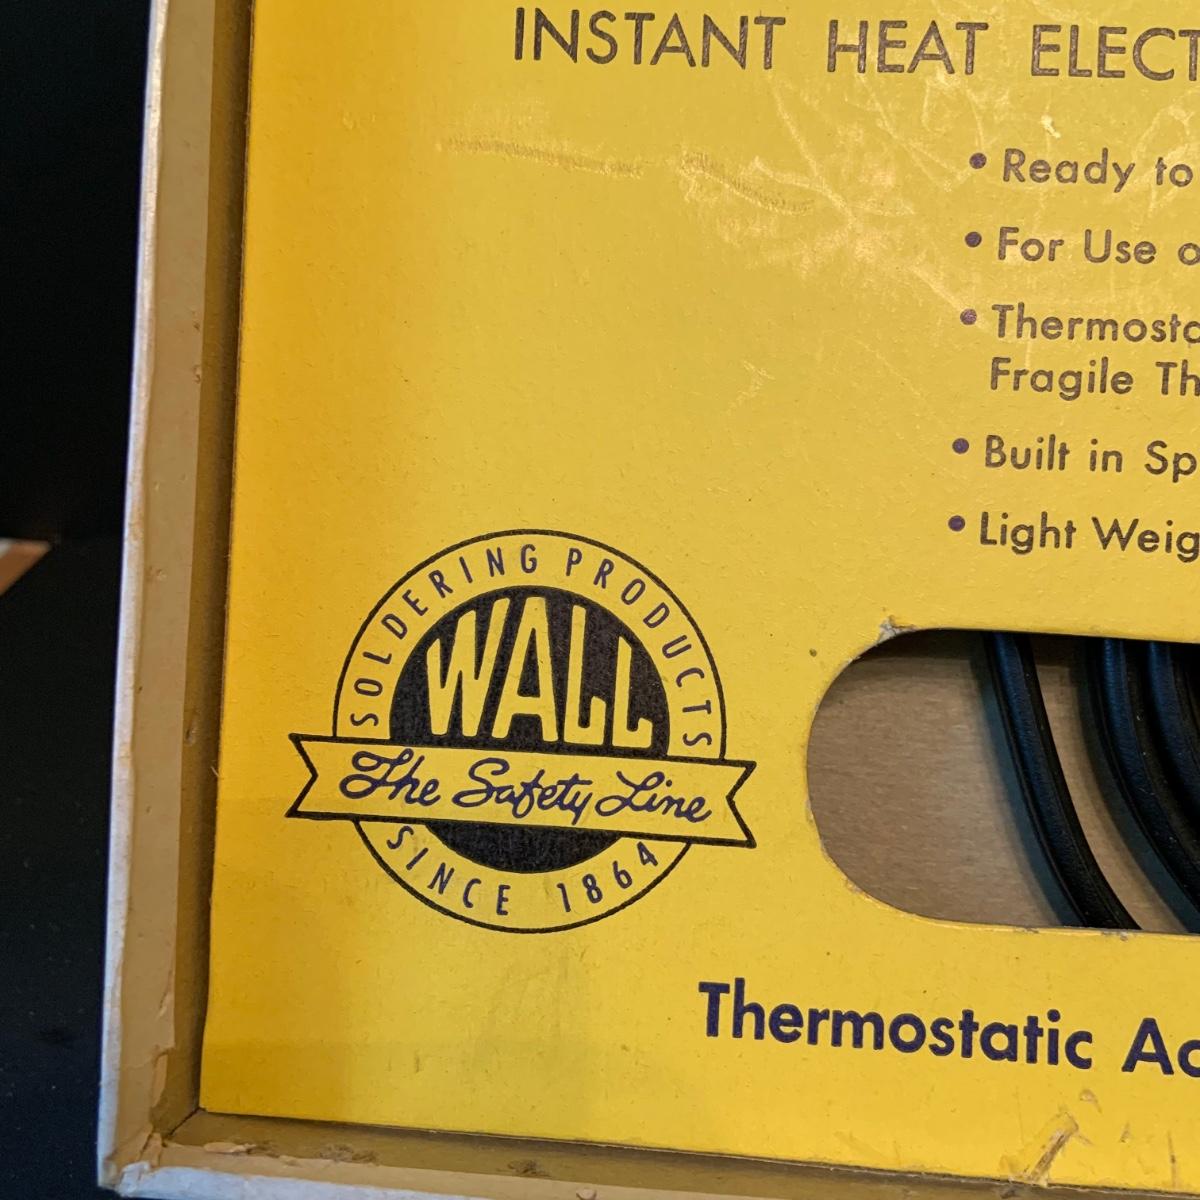 INSTANT HEAT ELECT
• Ready to
• For Use o
• Thermosta
Fragile Th
• Built in Sp
• Light Weig
SOLDERING PRODUCTS
WALL
The Safety Line
SINCE 1864
Thermostatic Ac